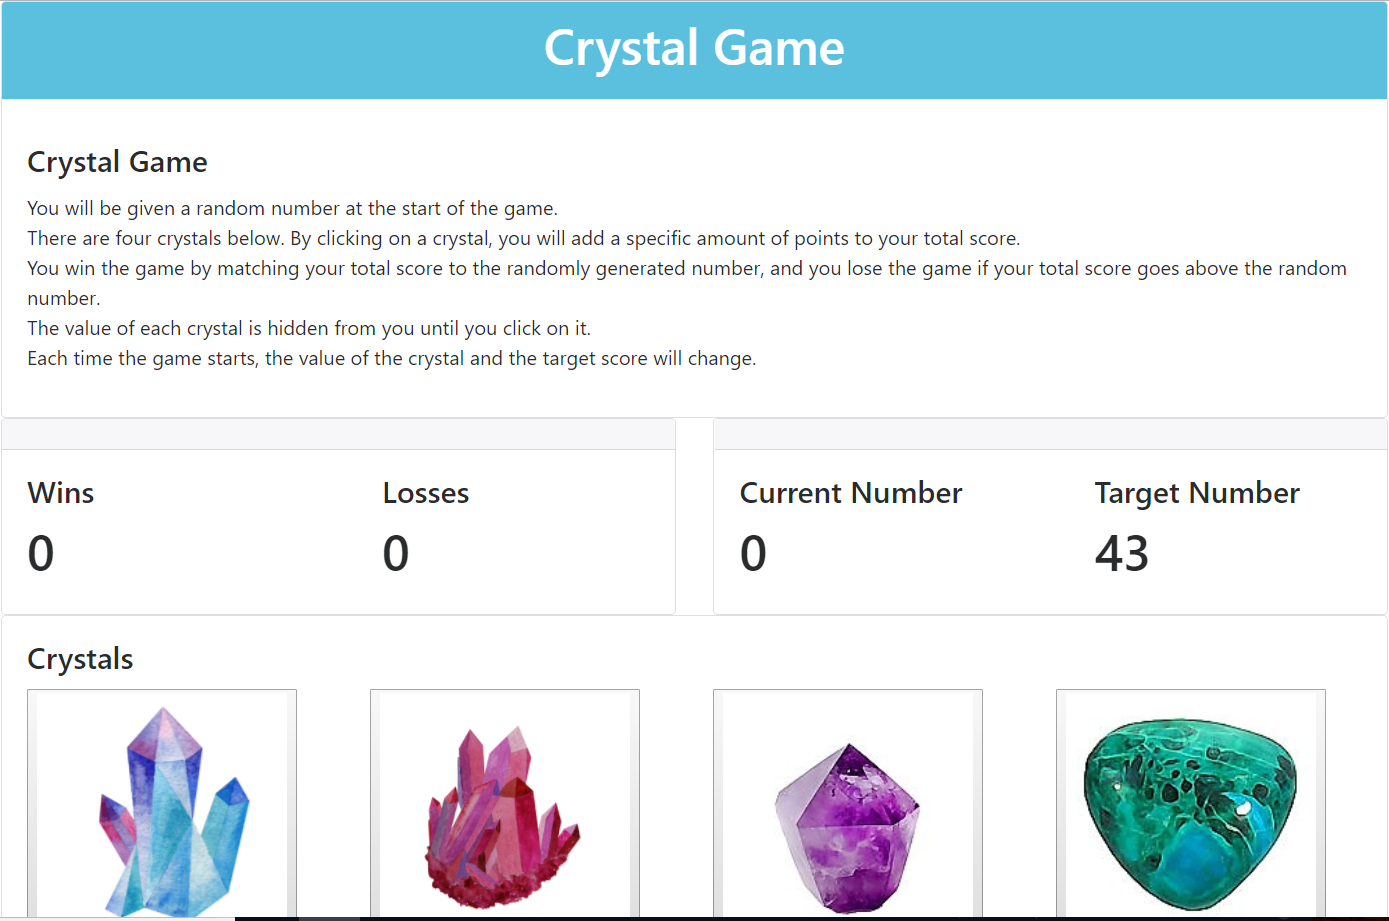 Crystal Game
Crystal Game
You will be given a random number at the start of the game.
There are four crystals below. By clicking on a crystal, you will add a specific amount of points to your total score.
You win the game by matching your total score to the randomly generated number, and you lose the game if your total score goes above the random
number.
The value of each crystal is hidden from you until you click on it.
Each time the game starts, the value of the crystal and the target score will change.
Wins
0
Losses
0
Current Number
0
Target Number
43
Crystals